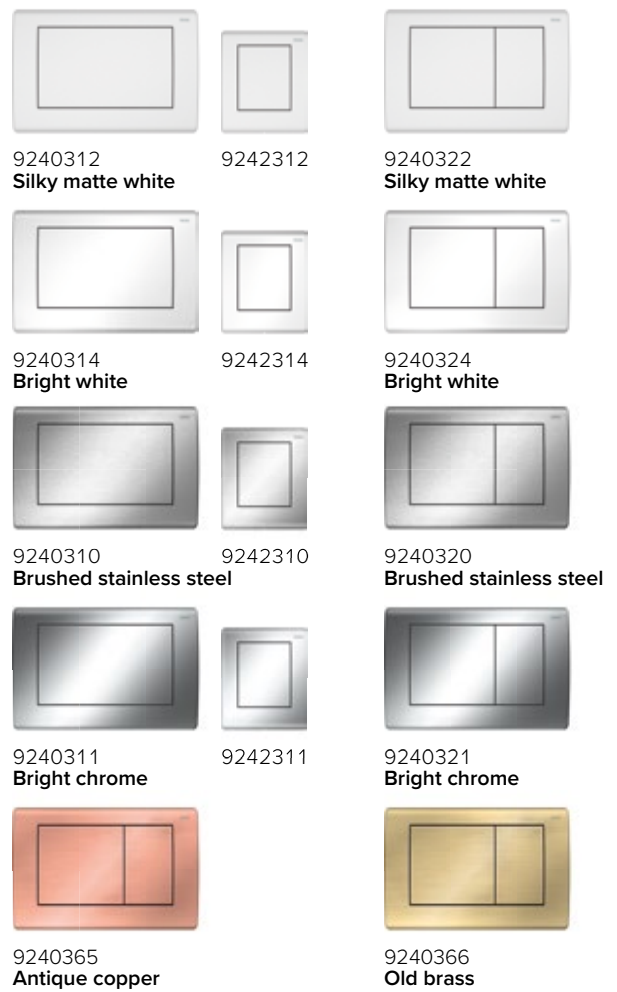 9240312
Silky matte white
9242312
9240322
Silky matte white
9240314
Bright white
9242314
9240324
Bright white
9240310
Brushed stainless steel
9242310
9240320
Brushed stainless steel
9240311
Bright chrome
9242311
9240321
Bright chrome
9240365
Antique copper
9240366
Old brass